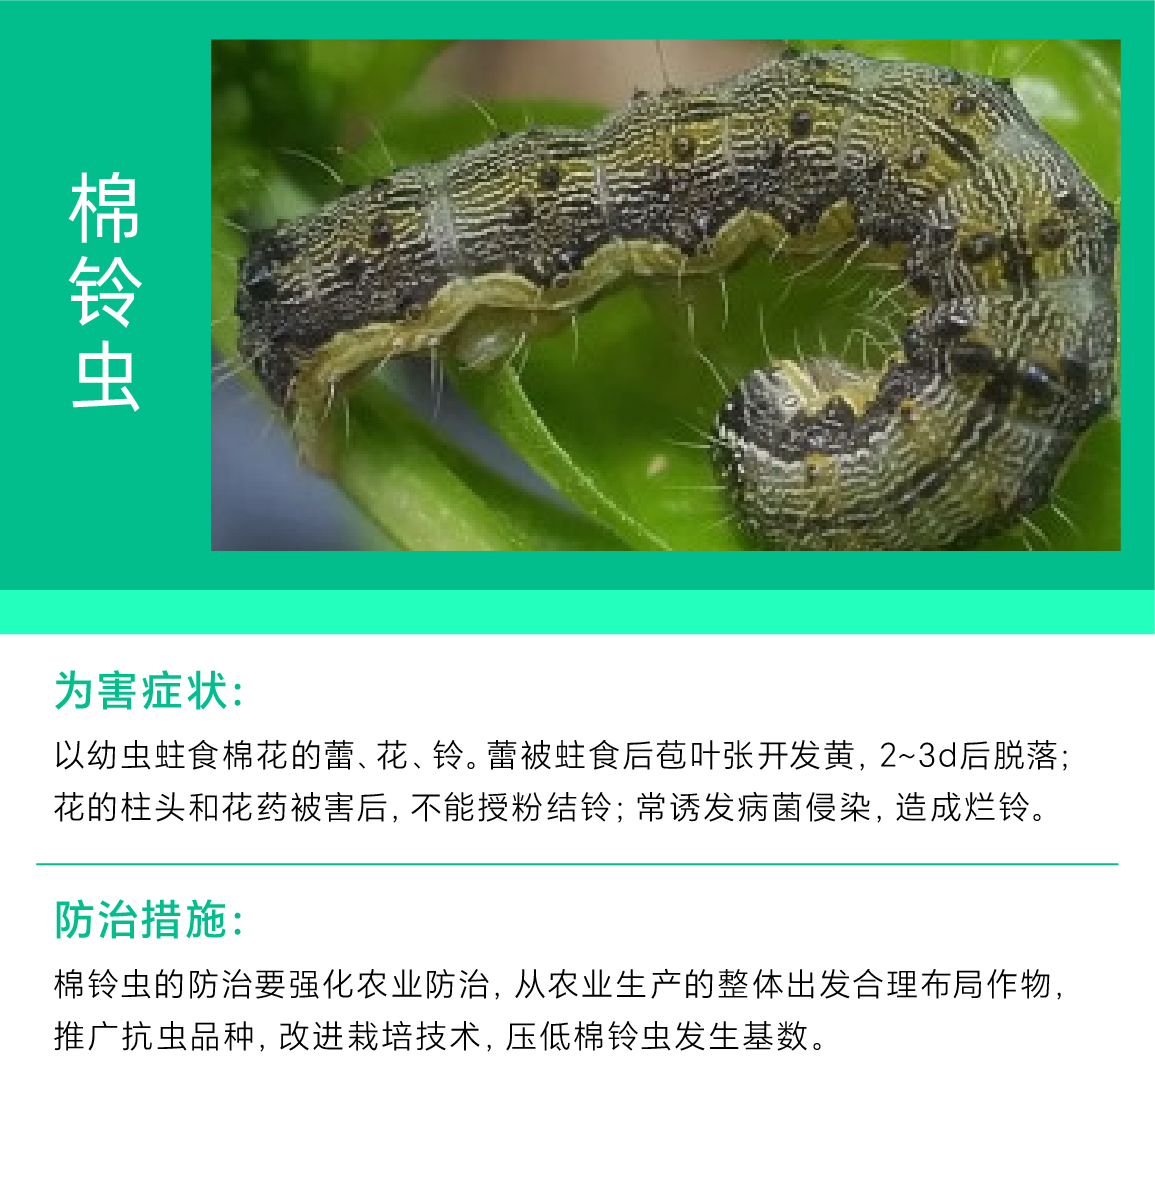 棉铃虫
为害症状:
以幼虫蛀食棉花的蕾、花、铃。蕾被蛀食后苞叶张开发黄, 2~3d后脱落;
花的柱头和花药被害后, 不能授粉结铃; 常诱发病菌侵染, 造成烂铃。
防治措施:
棉铃虫的防治要强化农业防治, 从农业生产的整体出发合理布局作物,
推广抗虫品种, 改进栽培技术, 压低棉铃虫发生基数。